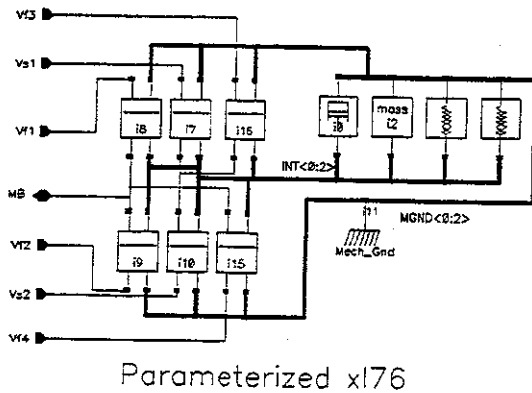 Vf3
Vs1
Vf1
i8
i7
i16
i0
mass
i2
INT<0:2>
MB
Vf2
i9
i10
i15
i11
MGND<0:2>
Mech_Gnd
Vs2
Vf4
Parameterized xl76